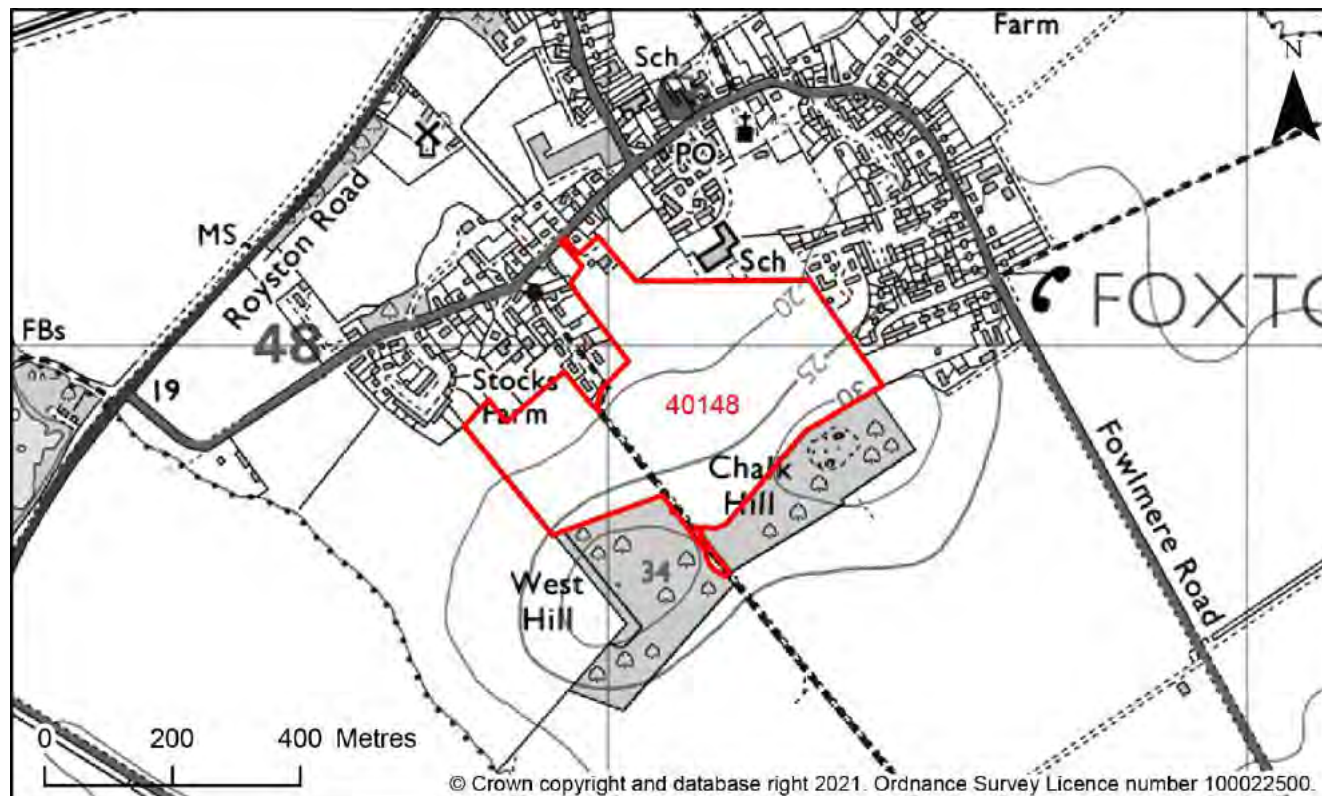 Farm
Sch
N
PO
MS
Royston Road
Sch
FOXTO
FBs
48
20
19
25
Stocks
Farm
40148
30
Chalk
Hill
Fowlmere Road
34
West
Hill
0 200 400 Metres
© Crown copyright and database right 2021. Ordnance Survey Licence number 100022500.